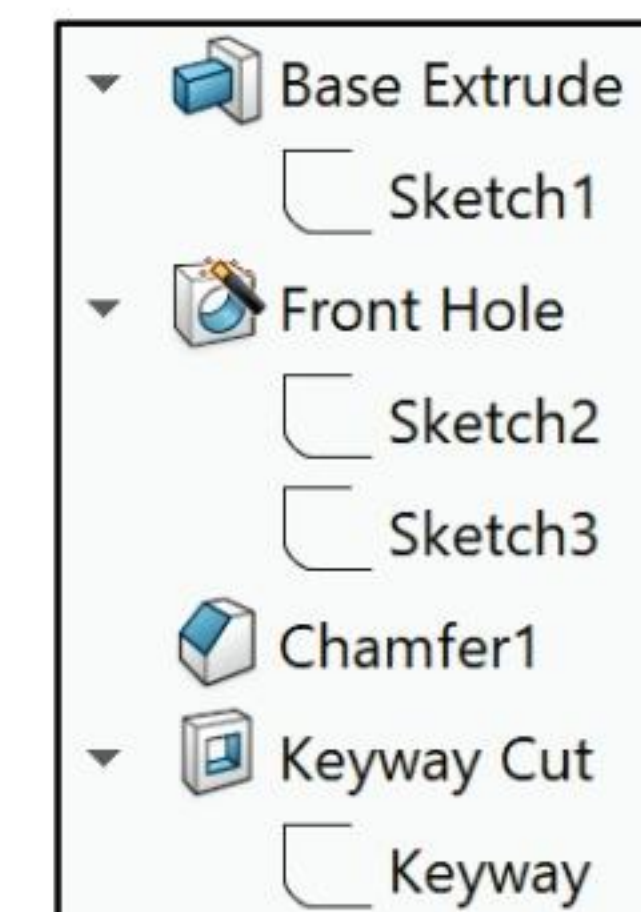 Base Extrude
Sketch1
Front Hole
Sketch2
Sketch3
Chamfer1
Keyway Cut
Keyway